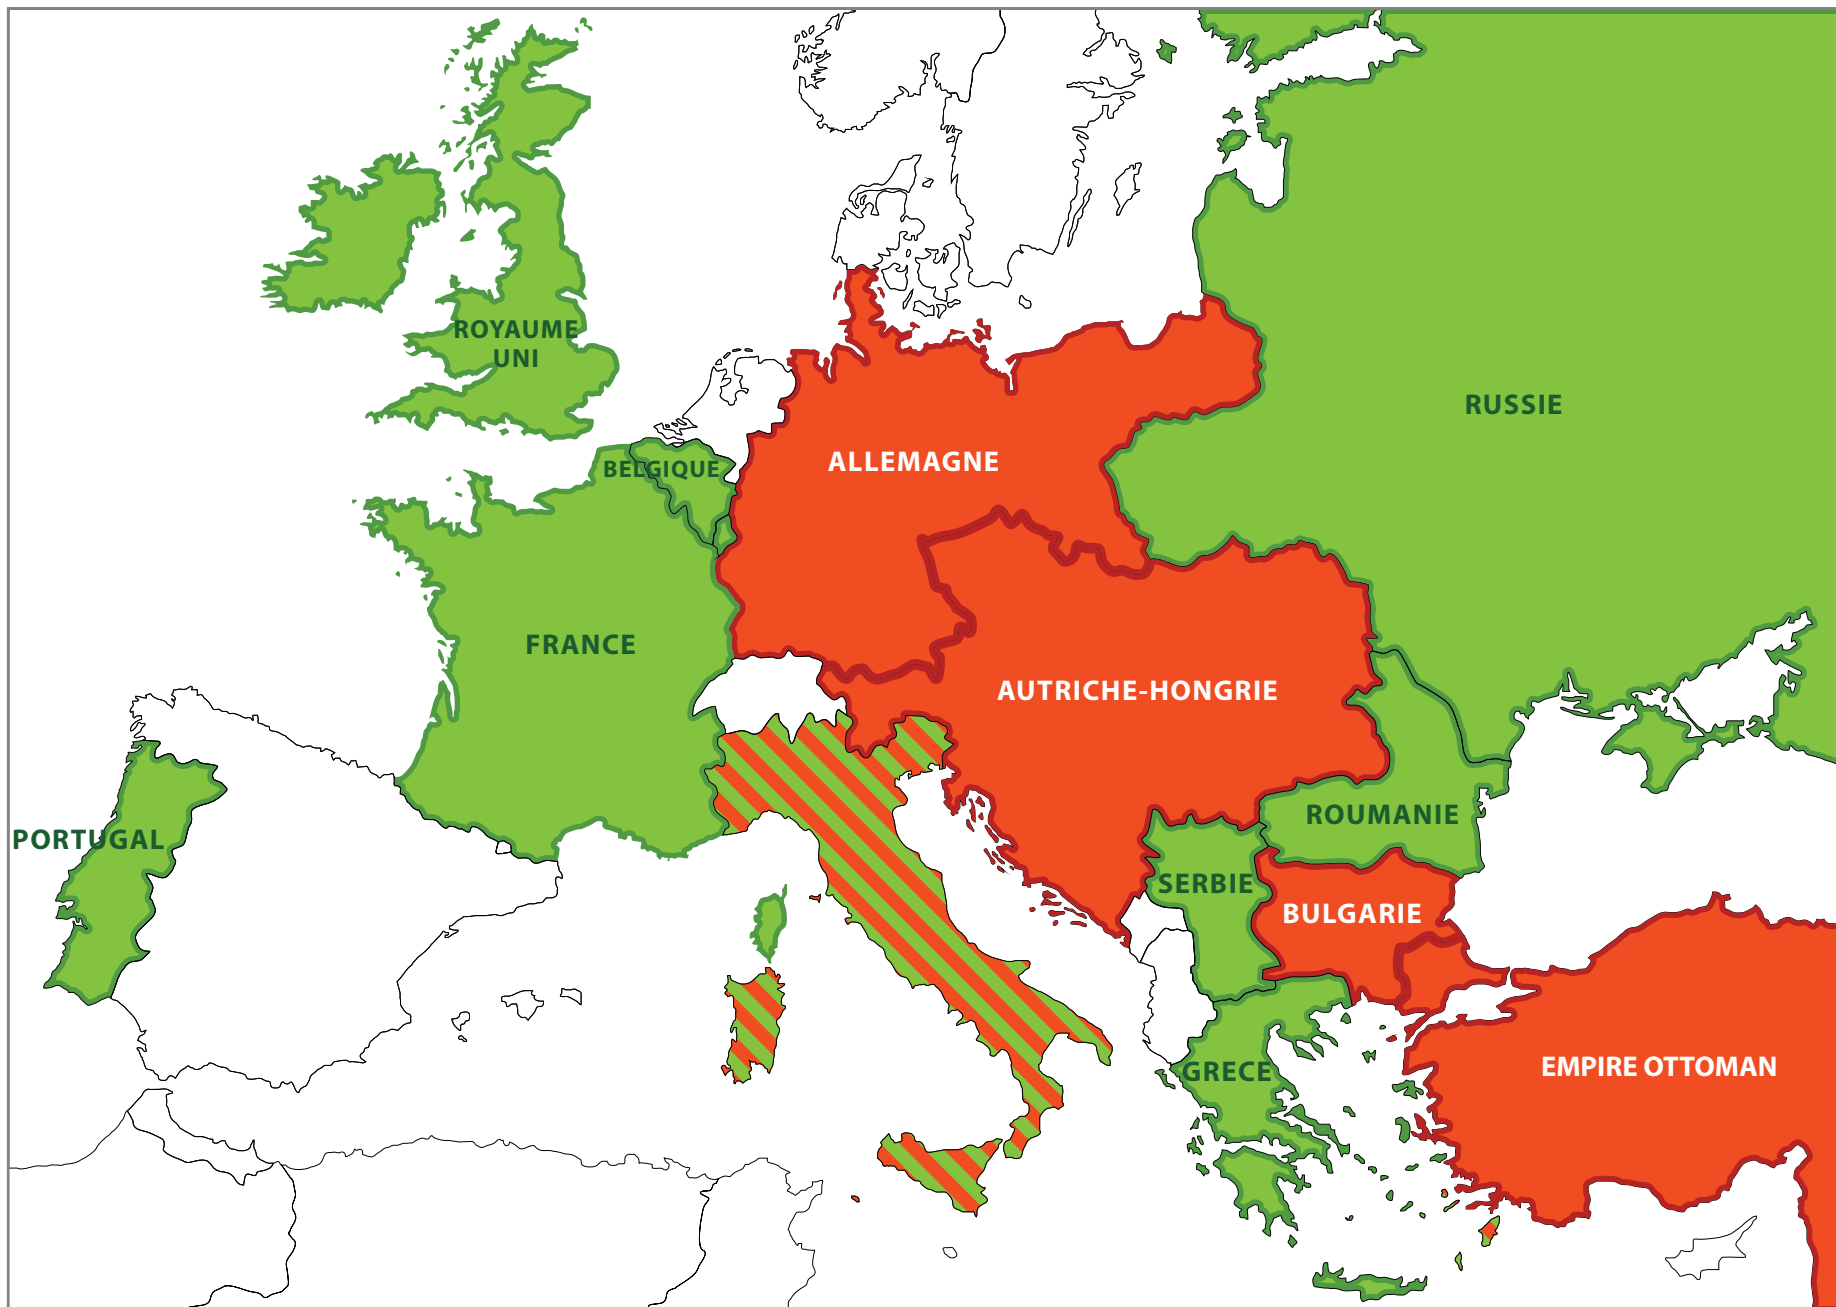 ROYAUME
UNI
RUSSIE
ALLEMAGNE
BELGIQUE
FRANCE
AUTRICHE-HONGRIE
ROUMANIE
PORTUGAL
SERBIE
BULGARIE
EMPIRE OTTOMAN
GRECE